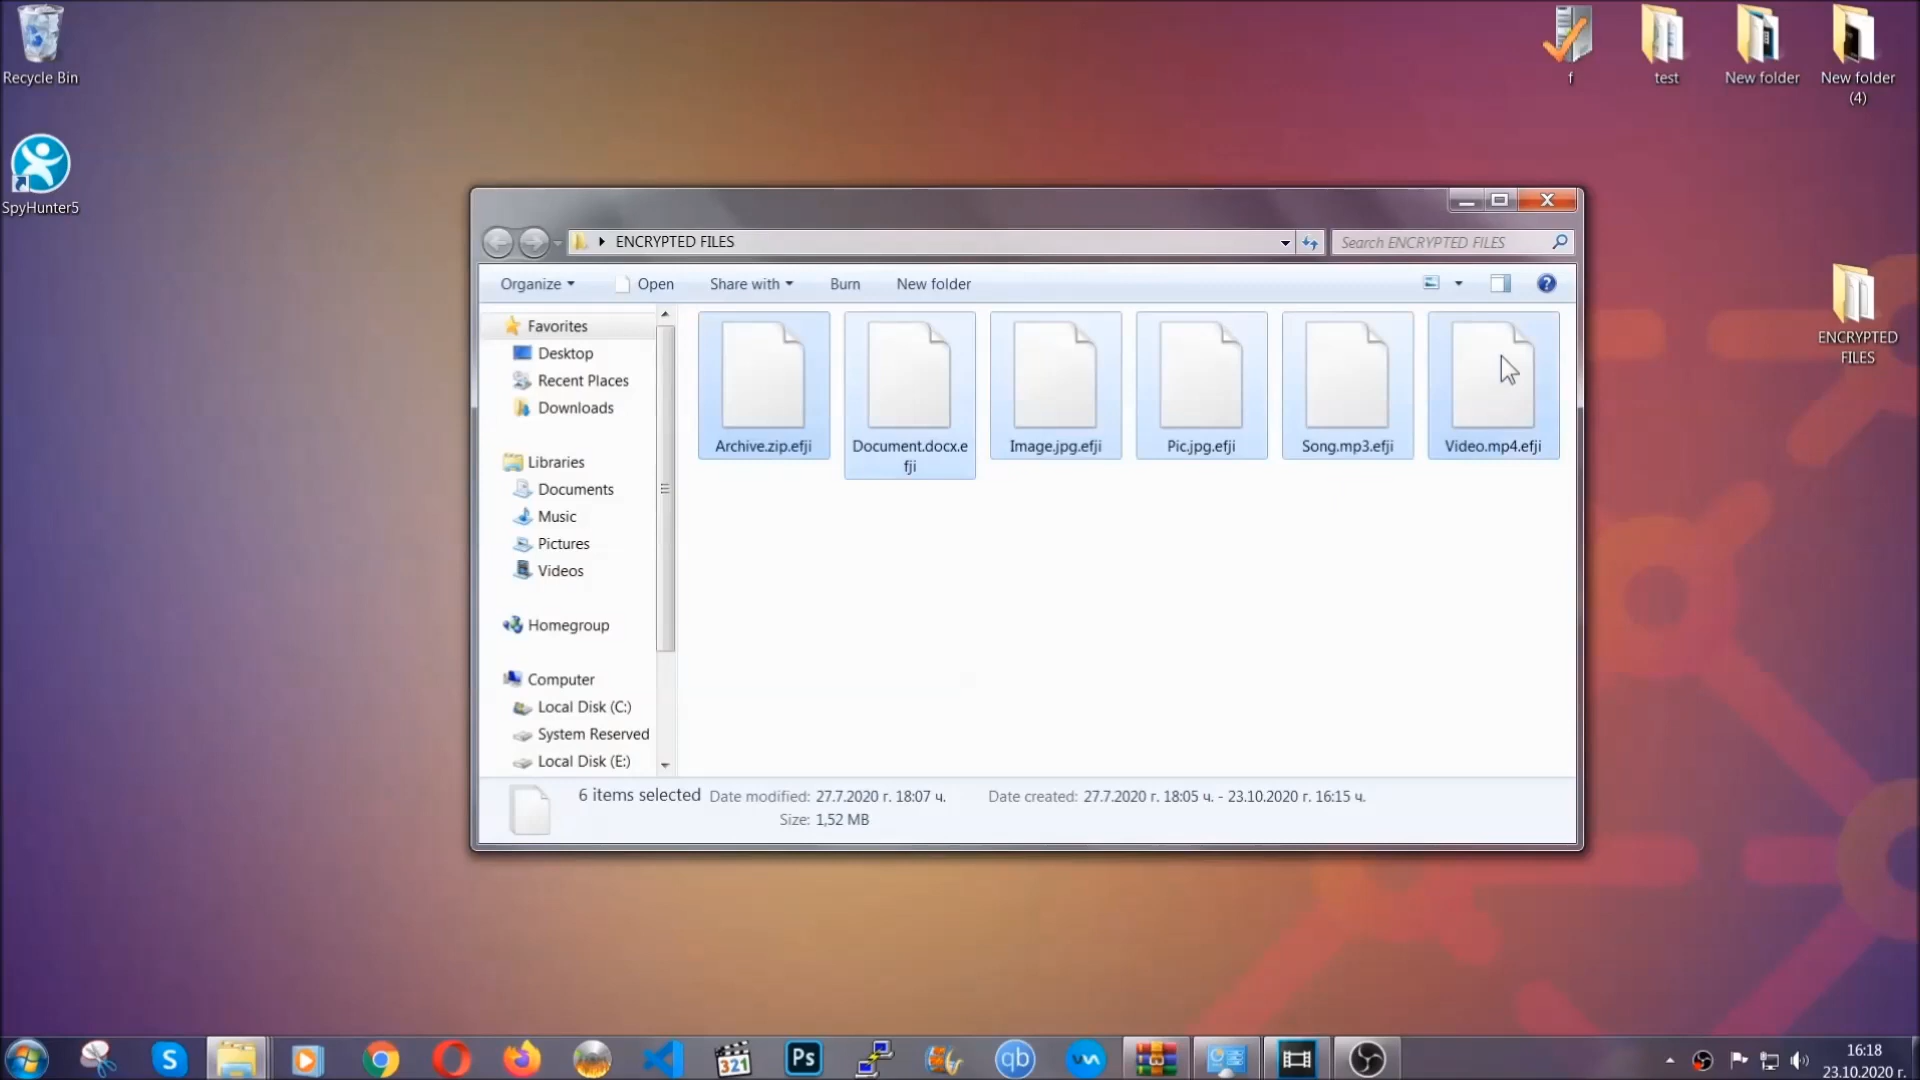 Recycle Bin
SpyHunter5
f
test
New folder
New folder
(4)
ENCRYPTED
FILES
ENCRYPTED FILES
Search ENCRYPTED FILES
Organize
Open
Share with
Burn
New folder
Favorites
Desktop
Recent Places
Downloads
Libraries
Documents
Music
Pictures
Videos
Homegroup
Computer
Local Disk (C:)
System Reserved
Local Disk (E:)
Archive.zip.efji
Document.docx.e
fji
Image.jpg.efji
Pic.jpg.efji
Song.mp3.efji
Video.mp4.efji
6 items selected Date modified: 27.7.2020 г. 18:07 ч. Date created: 27.7.2020 г. 18:05 ч. - 23.10.2020 г. 16:15 ч.
Size: 1,52 MB
S
321
Ps
qb
16:18
23.10.2020 г.